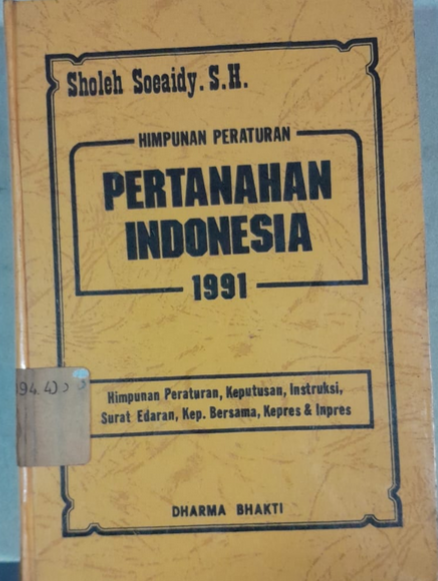 Sholeh Soeaidy. S.H.
HIMPUNAN PERATURAN
PERTANAHAN
INDONESIA
1991
Himpunan Peraturan, Keputusan, Instruksi,
Surat Edaran, Kep. Bersama, Kepres & Inpres
DHARMA BHAKTI